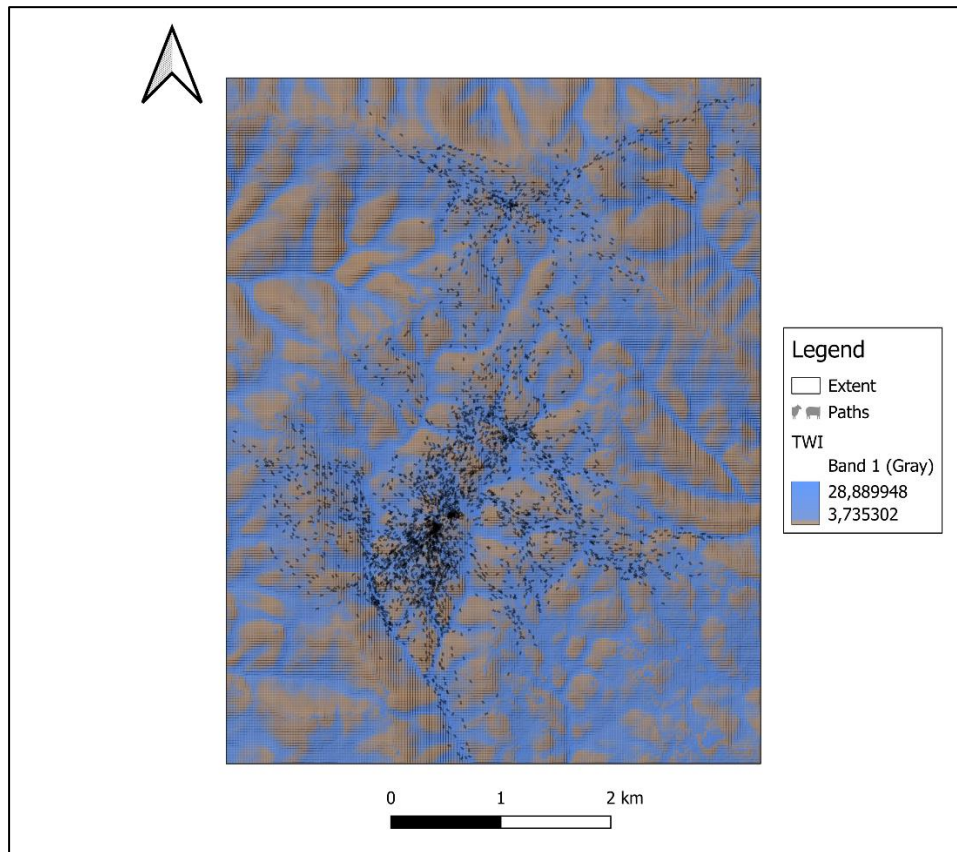 Legend
Extent
Paths
TWI
Band 1 (Gray)
28,889948
3,735302
0 1 2 km